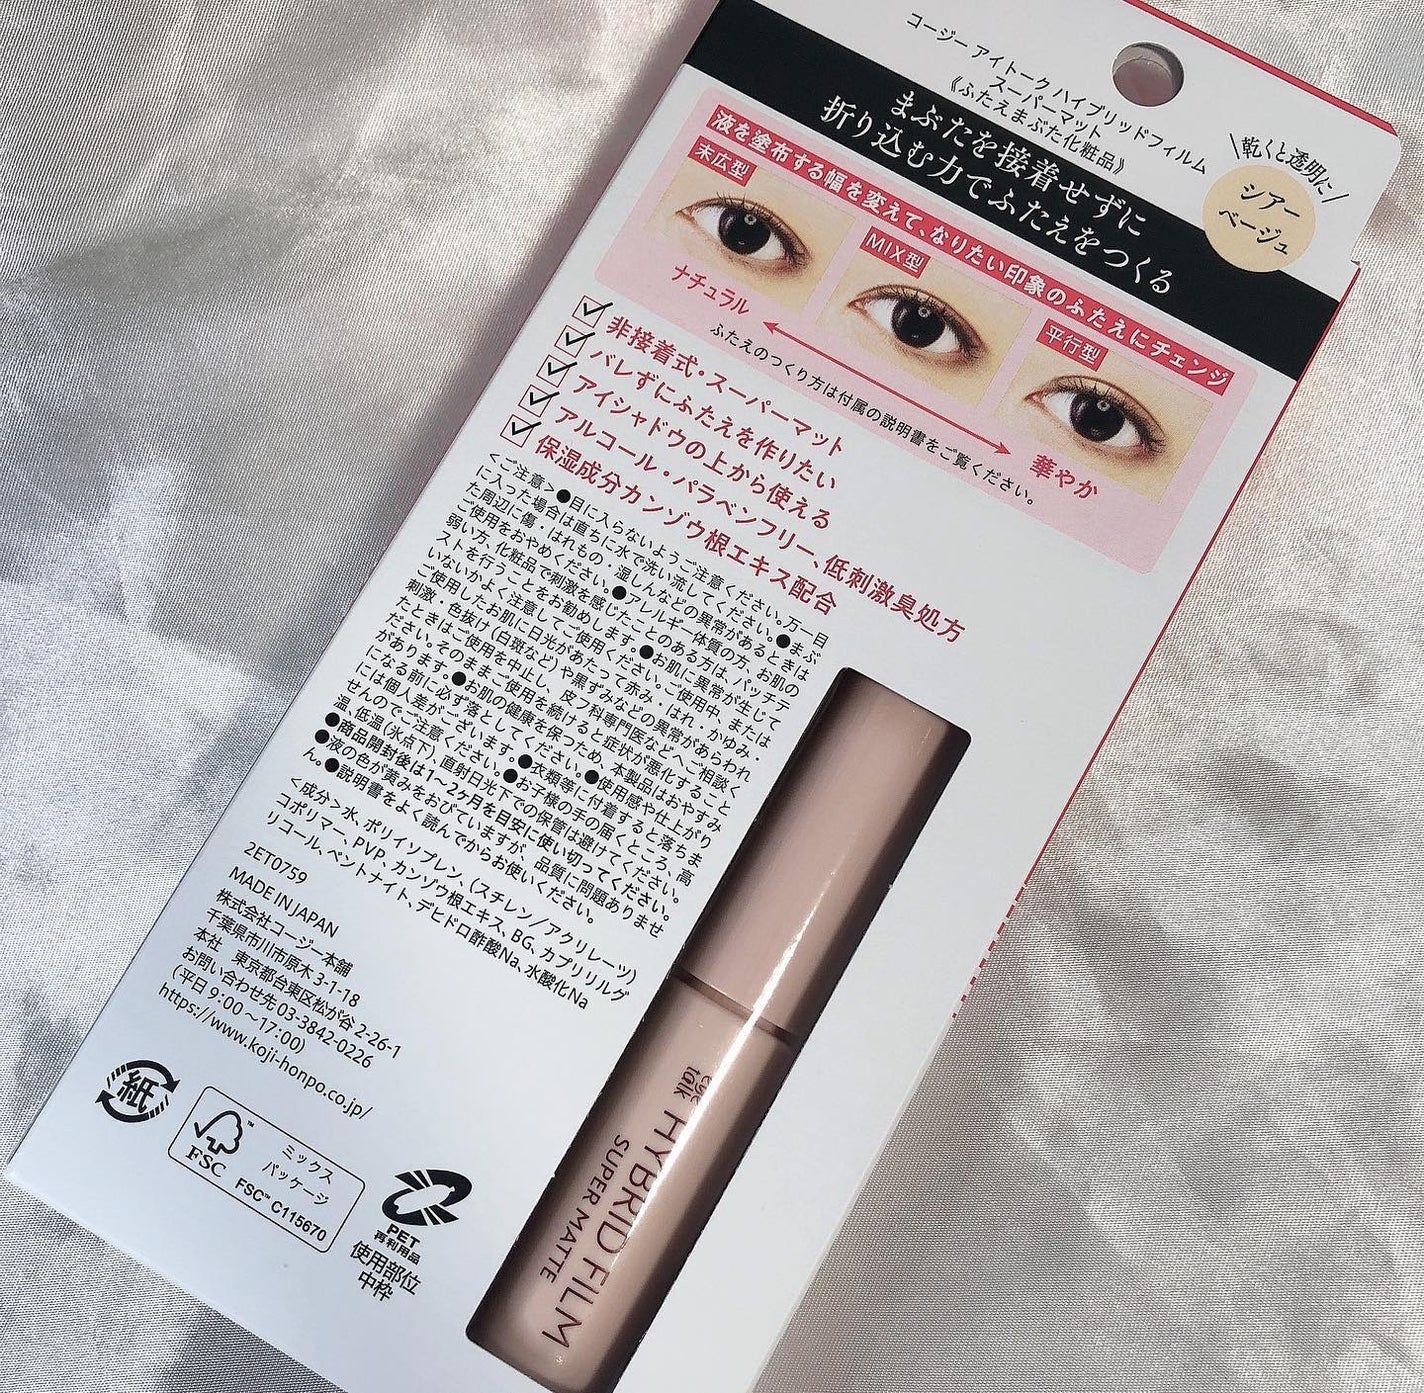 コージー アイトーク ハイブリッドフィルム
スーパーマット
《ふたえまぶた化粧品》
\乾くと透明に/
シアー
ベージュ
まぶたを接着せずに
折り込む力でふたえをつくる
液を塗布する幅を変えて、なりたい印象のふたえにチェンジ
末広型
MIX型
平行型
ナチュラル
華やか
ふたえのつくり方は付属の説明書をご覧ください。
非接着式・スーパーマット
バレずにふたえを作りたい
アイシャドウの上から使える
アルコール・パラベンフリー、低刺激臭処方
保湿成分カンゾウ根エキス配合
<ご注意>●目に入らないようご注意ください。万一目
に入った場合は直ちに水で洗い流してください。●まぶ
た周辺に傷・はれもの・湿しんなどの異常があるときは
ご使用をおやめください。●アレルギー体質の方、お肌の
弱い方、化粧品で刺激を感じたことのある方は、パッチテ
ストを行うことをお勧めします。●お肌に異常が生じて
いないかよく注意してご使用ください。ご使用中、または
ご使用したお肌に日光があたって赤み・はれ・かゆみ・
刺激・色抜け(白斑など)や黒ずみなどの異常があらわれ
たときはご使用を中止し、皮フ科専門医などへご相談く
ださい。そのままご使用を続けると症状が悪化すること
があります。●お肌の健康を保つため、本製品はおやすみ
になる前に必ず落としてください。●使用感や仕上がり
には個人差がございます。●衣類等に付着すると落ちま
せんのでご注意ください。●お子様の手の届くところ、高
温、低温(氷点下)、直射日光下での保管は避けてください。
●商品開封後は1〜2ケ月を目安に使い切ってください。
●液の色が黄みをおびていますが、品質に問題ありませ
ん。●説明書をよく読んでからお使いください。
<成分>水、ポリイソプレン、(スチレン/アクリレーツ)
コポリマー、PVP、カンゾウ根エキス、BG、カプリリルグ
リコール、ベントナイト、デヒドロ酢酸Na、水酸化Na
2ET0759
MADE IN JAPAN
株式会社コージー本舗
千葉県市川市原木 3-1-18
本社 東京都台東区松が谷 2-26-1
お問い合わせ先 03-3842-0226
(平日 9:00〜17:00)
https://www.koji-honpo.co.jp/
紙
FSC™
ミックス
パッケージ
FSC™ C115670
PET
再利用品
使用部位
中枠
eye
talk
HYBRID FILM
SUPER MATTE